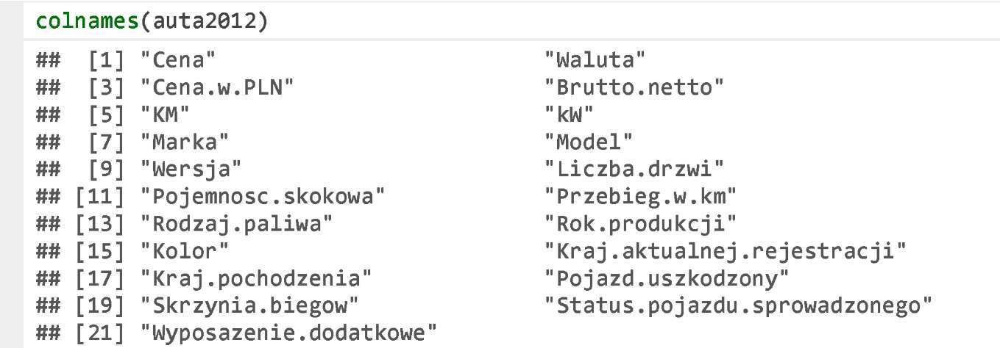 colnames(auta2012)
##  [1] "Cena"                          "Waluta"
##  [3] "Cena.w.PLN"                    "Brutto.netto"
##  [5] "KM"                            "kW"
##  [7] "Marka"                         "Model"
##  [9] "Wersja"                        "Liczba.drzwi"
## [11] "Pojemnosc.skokowa"             "Przebieg.w.km"
## [13] "Rodzaj.paliwa"                 "Rok.produkcji"
## [15] "Kolor"                         "Kraj.aktualnej.rejestracji"
## [17] "Kraj.pochodzenia"              "Pojazd.uszkodzony"
## [19] "Skrzynia.biegow"               "Status.pojazdu.sprowadzonego"
## [21] "Wyposazenie.dodatkowe"